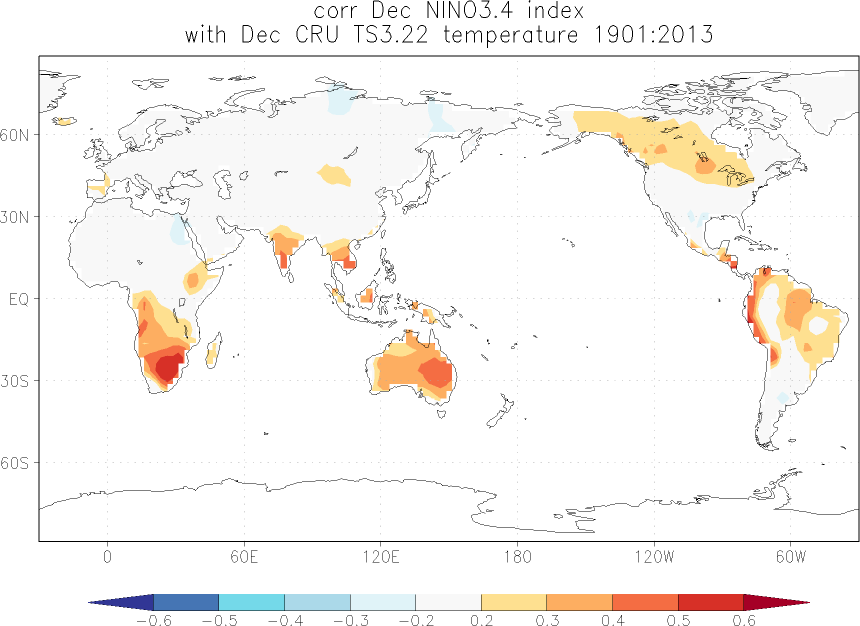 corr Dec NINO3.4 index
with Dec CRU TS3.22 temperature 1901:2013
60N
30N
EQ
30S
60S
0 60E 120E 180 120W 60W
−0.6 −0.5 −0.4 −0.3 −0.2 0.2 0.3 0.4 0.5 0.6